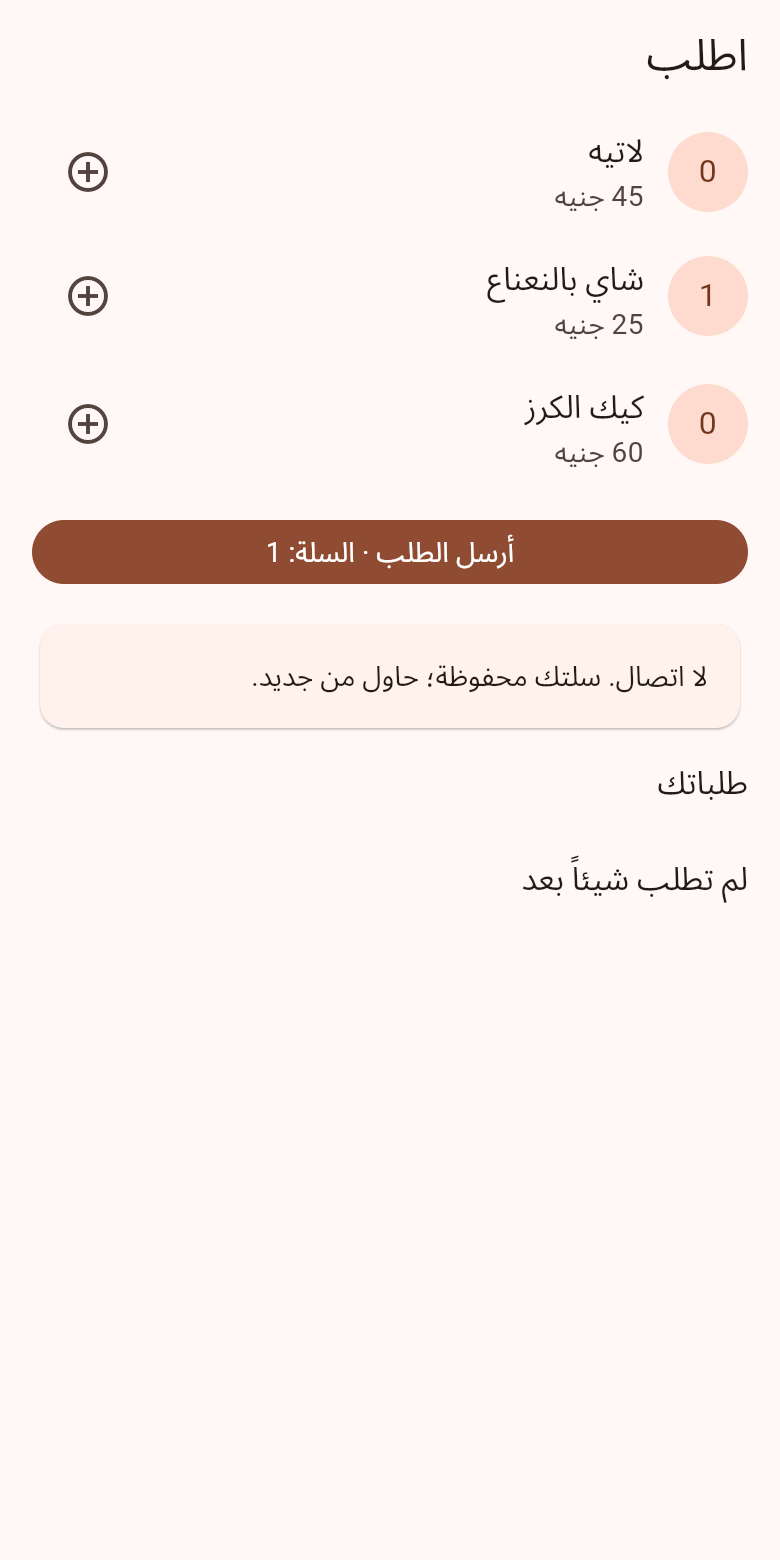 اطلب
0
لاتيه
45 جنيه
1
شاي بالنعناع
25 جنيه
0
كيك الكرز
60 جنيه
أرسل الطلب · السلة: 1
لا اتصال. سلتك محفوظة؛ حاول من جديد.
طلباتك
لم تطلب شيئاً بعد